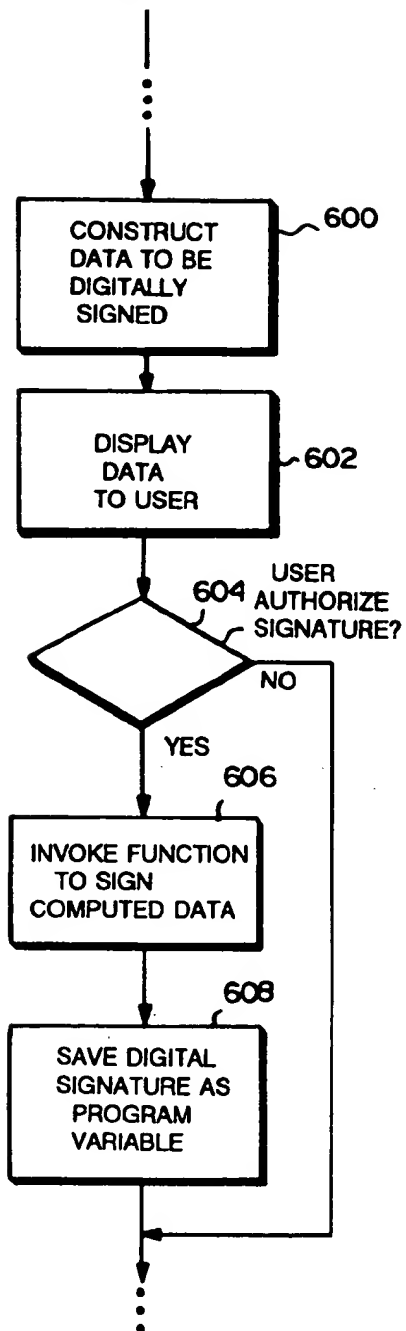 CONSTRUCT
DATA TO BE
DIGITALLY
SIGNED
600
DISPLAY
DATA
TO USER
602
604
USER
AUTHORIZE
SIGNATURE?
NO
YES
606
INVOKE FUNCTION
TO SIGN
COMPUTED DATA
608
SAVE DIGITAL
SIGNATURE AS
PROGRAM
VARIABLE